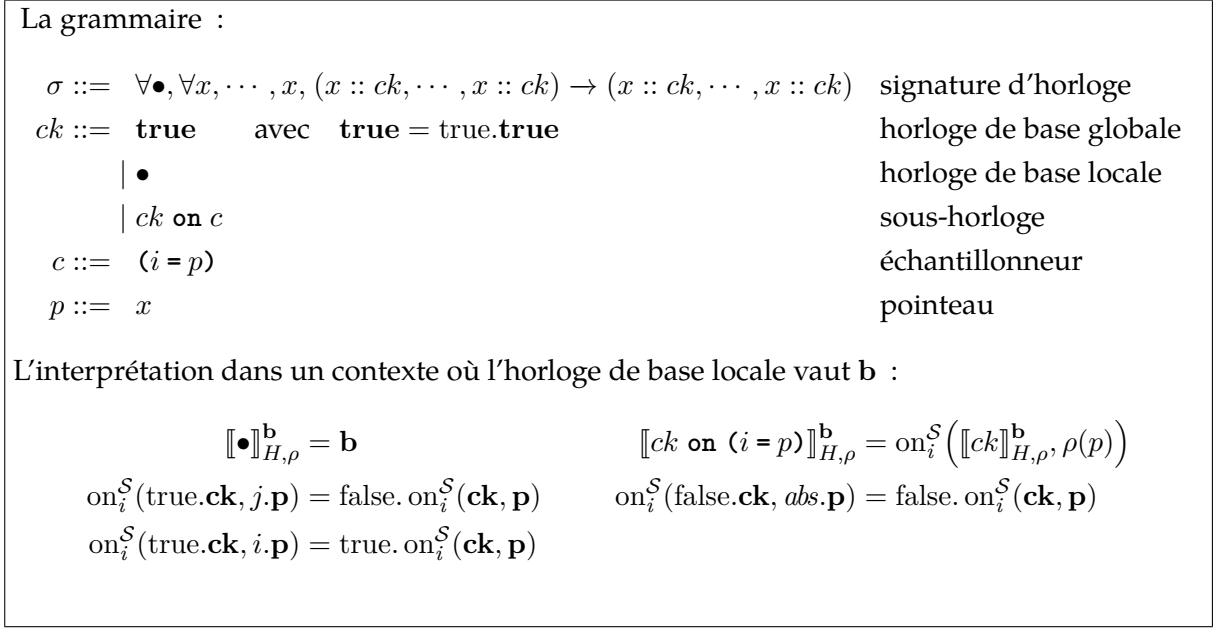 La grammaire :
σ ::= ∀•, ∀x, ⋯ , x, (x :: ck, ⋯ , x :: ck) → (x :: ck, ⋯ , x :: ck) signature d'horloge
ck ::= true avec true = true.true horloge de base globale
| • horloge de base locale
| ck on c sous-horloge
c ::= (i = p) échantillonneur
p ::= x pointeau
L'interprétation dans un contexte où l'horloge de base locale vaut b :
⟦•⟧^b_{H,ρ} = b ⟦ck on (i = p)⟧^b_{H,ρ} = on^S_i(⟦ck⟧^b_{H,ρ}, ρ(p))
on^S_i(true.ck, j.p) = false. on^S_i(ck, p) on^S_i(false.ck, abs.p) = false. on^S_i(ck, p)
on^S_i(true.ck, i.p) = true. on^S_i(ck, p)